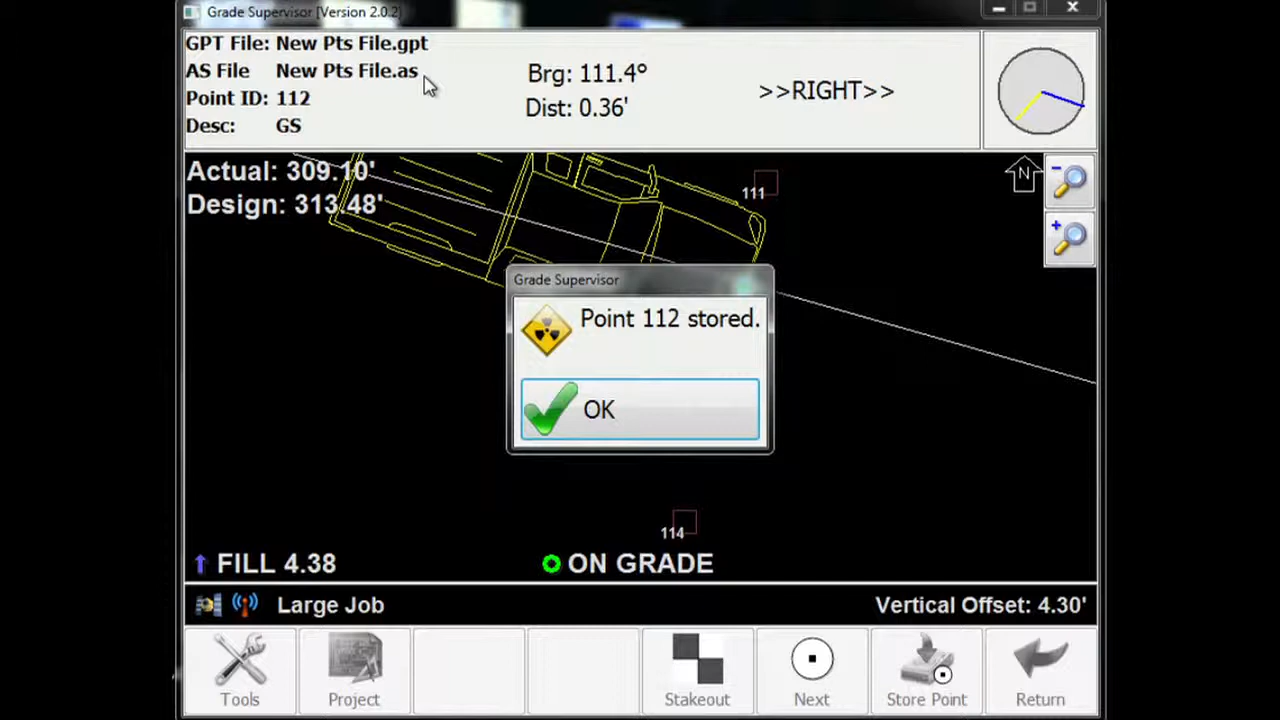 Grade Supervisor [Version 2.0.2]
GPT File: New Pts File.gpt
AS File New Pts File.as
Point ID: 112
Desc: GS
Brg: 111.4°
Dist: 0.36'
>>RIGHT>>
Actual: 309.10'
Design: 313.48'
111
N
Grade Supervisor
Point 112 stored.
OK
114
FILL 4.38
ON GRADE
Large Job
Vertical Offset: 4.30'
Tools
Project
Stakeout
Next
Store Point
Return